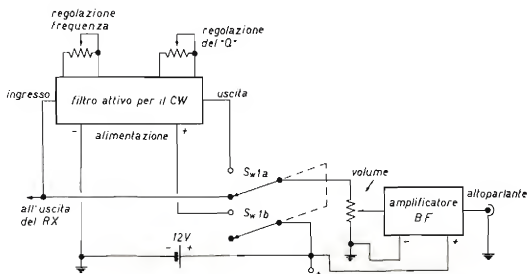 regolazione
frequenza
regolazione
del "Q"
ingresso
filtro attivo per il CW
uscita
- alimentazione +
all'uscita
del RX
Sw1a
Sw1b
volume
amplificatore
BF
- +
altoparlante
12V
- +